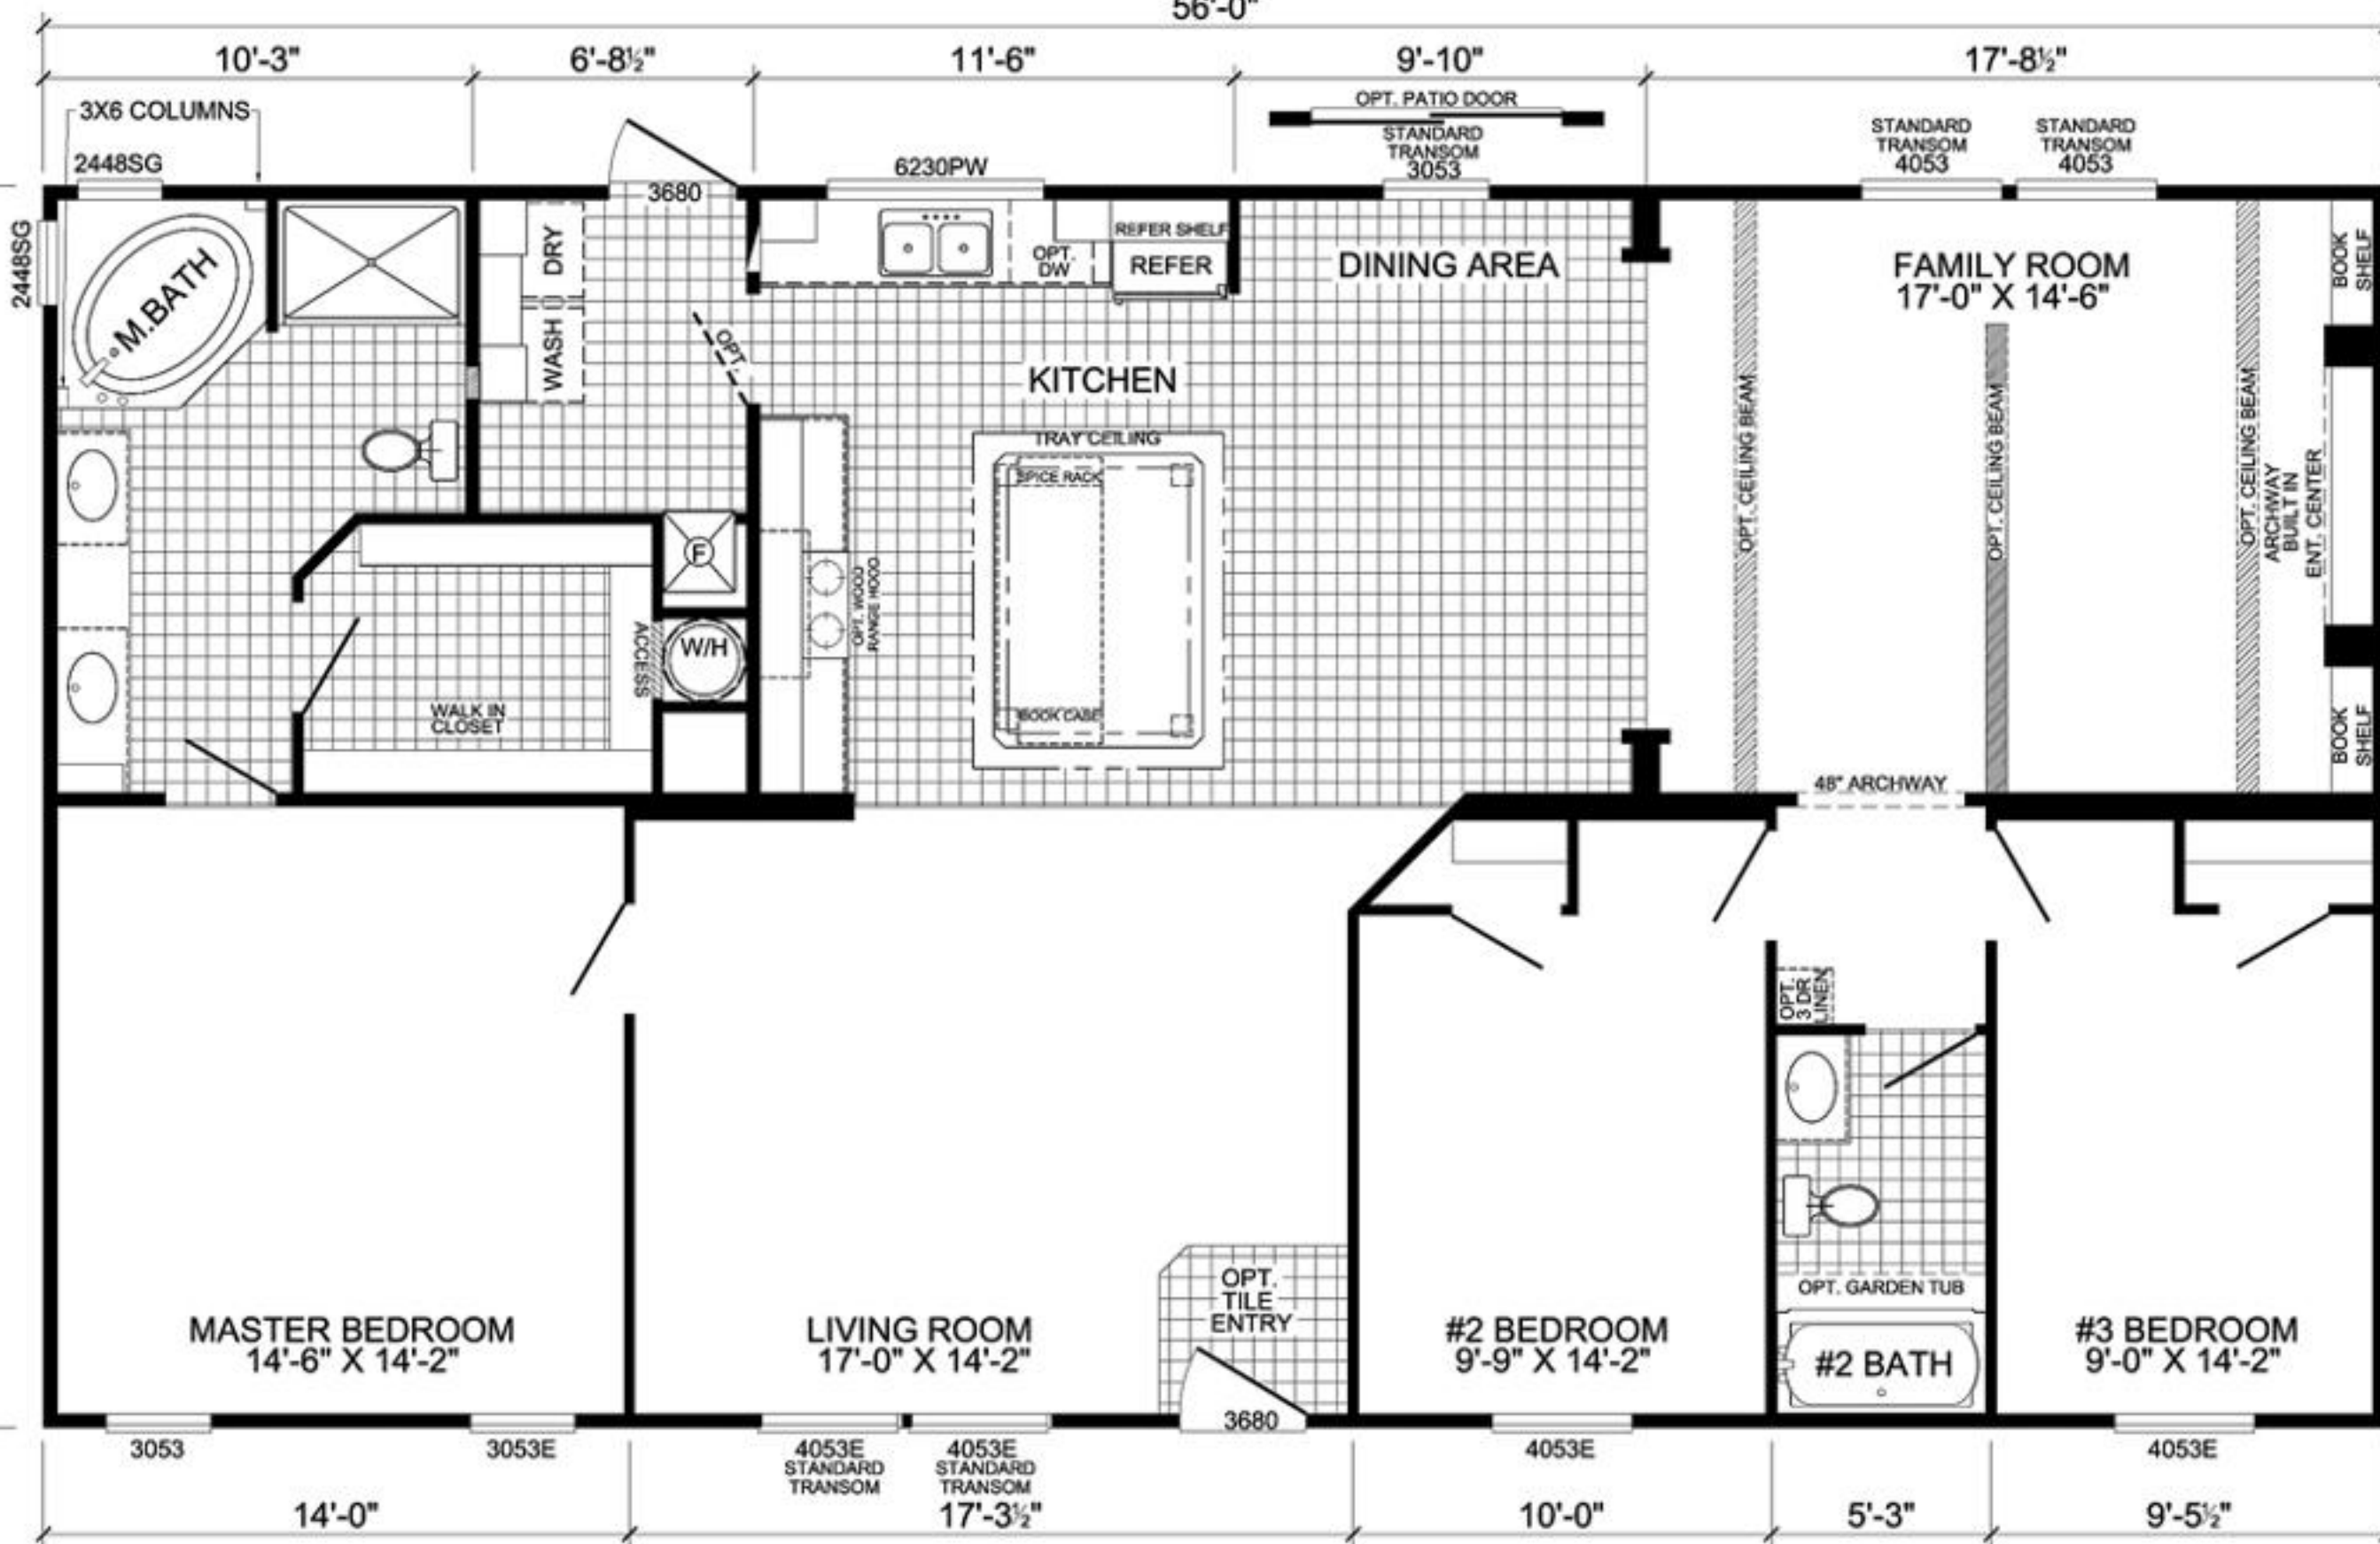 56'-0"
10'-3"
6'-8½"
11'-6"
9'-10"
17'-8½"
3X6 COLUMNS
2448SG
2448SG
3680
6230PW
OPT. PATIO DOOR
STANDARD
TRANSOM
3053
STANDARD
TRANSOM
4053
STANDARD
TRANSOM
4053
M.BATH
DRY
WASH
OPT.
REFER SHELF
OPT.
DW
REFER
DINING AREA
FAMILY ROOM
17'-0" X 14'-6"
BOOK
SHELF
KITCHEN
TRAY CEILING
SPICE RACK
BOOK CASE
OPT. CEILING BEAM
OPT. CEILING BEAM
OPT. CEILING BEAM
ARCHWAY
BUILT IN
ENT. CENTER
F
OPT. WOOD
RANGE HOOD
ACCESS
W/H
WALK IN
CLOSET
BOOK
SHELF
48" ARCHWAY
OPT.
3 DR
LINEN
OPT.
TILE
ENTRY
OPT. GARDEN TUB
MASTER BEDROOM
14'-6" X 14'-2"
LIVING ROOM
17'-0" X 14'-2"
#2 BEDROOM
9'-9" X 14'-2"
#2 BATH
#3 BEDROOM
9'-0" X 14'-2"
3053
3053E
4053E
STANDARD
TRANSOM
4053E
STANDARD
TRANSOM
3680
4053E
4053E
14'-0"
17'-3½"
10'-0"
5'-3"
9'-5½"